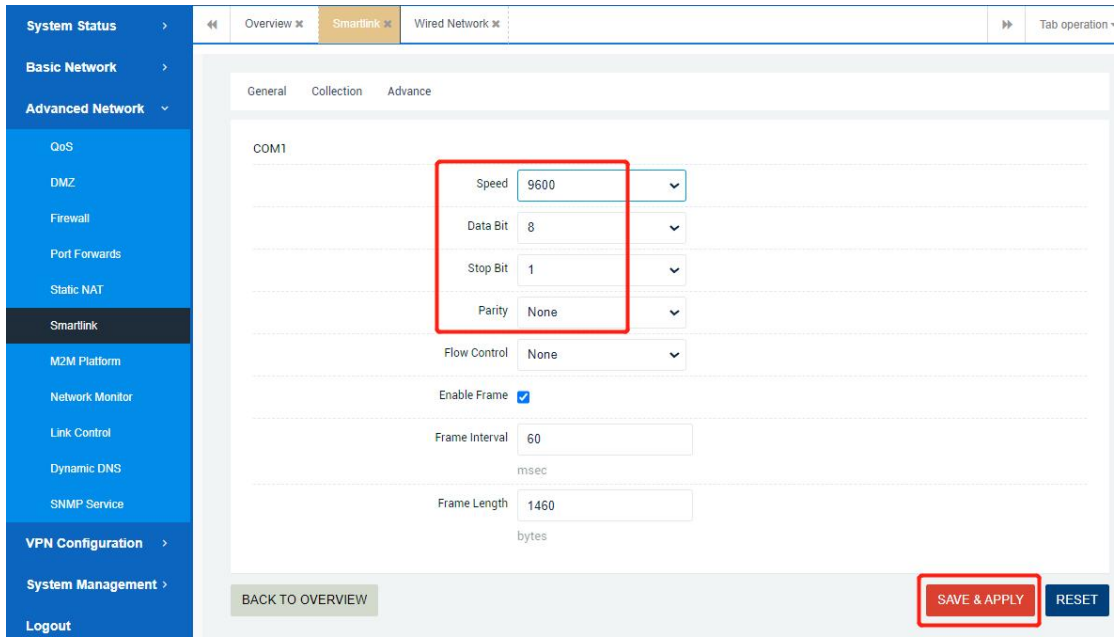 System Status
Overview
Smartlink
Wired Network
Tab operation
Basic Network
General Collection Advance
Advanced Network
QoS
DMZ
Firewall
Port Forwards
Static NAT
Smartlink
M2M Platform
Network Monitor
Link Control
Dynamic DNS
SNMP Service
VPN Configuration
System Management
Logout
COM1
Speed 9600
Data Bit 8
Stop Bit 1
Parity None
Flow Control None
Enable Frame
Frame Interval 60
msec
Frame Length 1460
bytes
BACK TO OVERVIEW SAVE & APPLY RESET